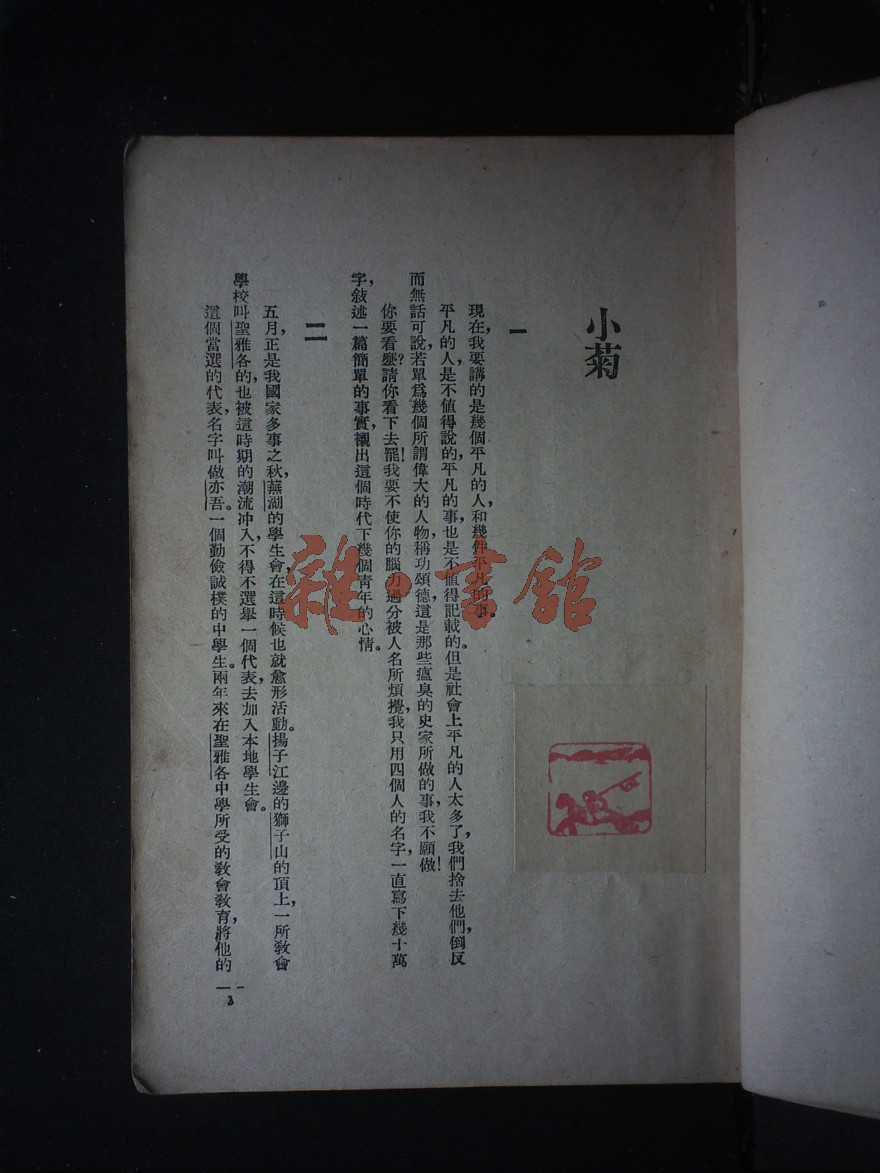 小菊
一
現在,我要講的是幾個平凡的人,和幾件平凡的事。
平凡的人,是不值得說的,平凡的事,也是不值得記載的。但是社會上平凡的人太多了,我們捨去他們,倒反
而無話可說,若單爲幾個所謂偉大的人物稱功頌德,這是那些瘟臭的史家所做的事,我不願做!
你要看麼?請你看下去罷!我要不使你的腦力過分被人名所煩擾,我只用四個人的名字,一直寫下幾十萬
字,敍述一篇簡單的事實,襯出這個時代下幾個靑年的心情。
二
五月,正是我國家多事之秋,蕪湖的學生會,在這時候也就愈形活動。揚子江邊的獅子山的頂上,一所敎會
學校叫聖雅各的,也被這時期的潮流冲入,不得不選舉一個代表,去加入本地學生會。
這個當選的代表,名字叫做亦吾。一個勤儉誠樸的中學生。兩年來在聖雅各中學所受的敎會敎育,將他的
雜·書館